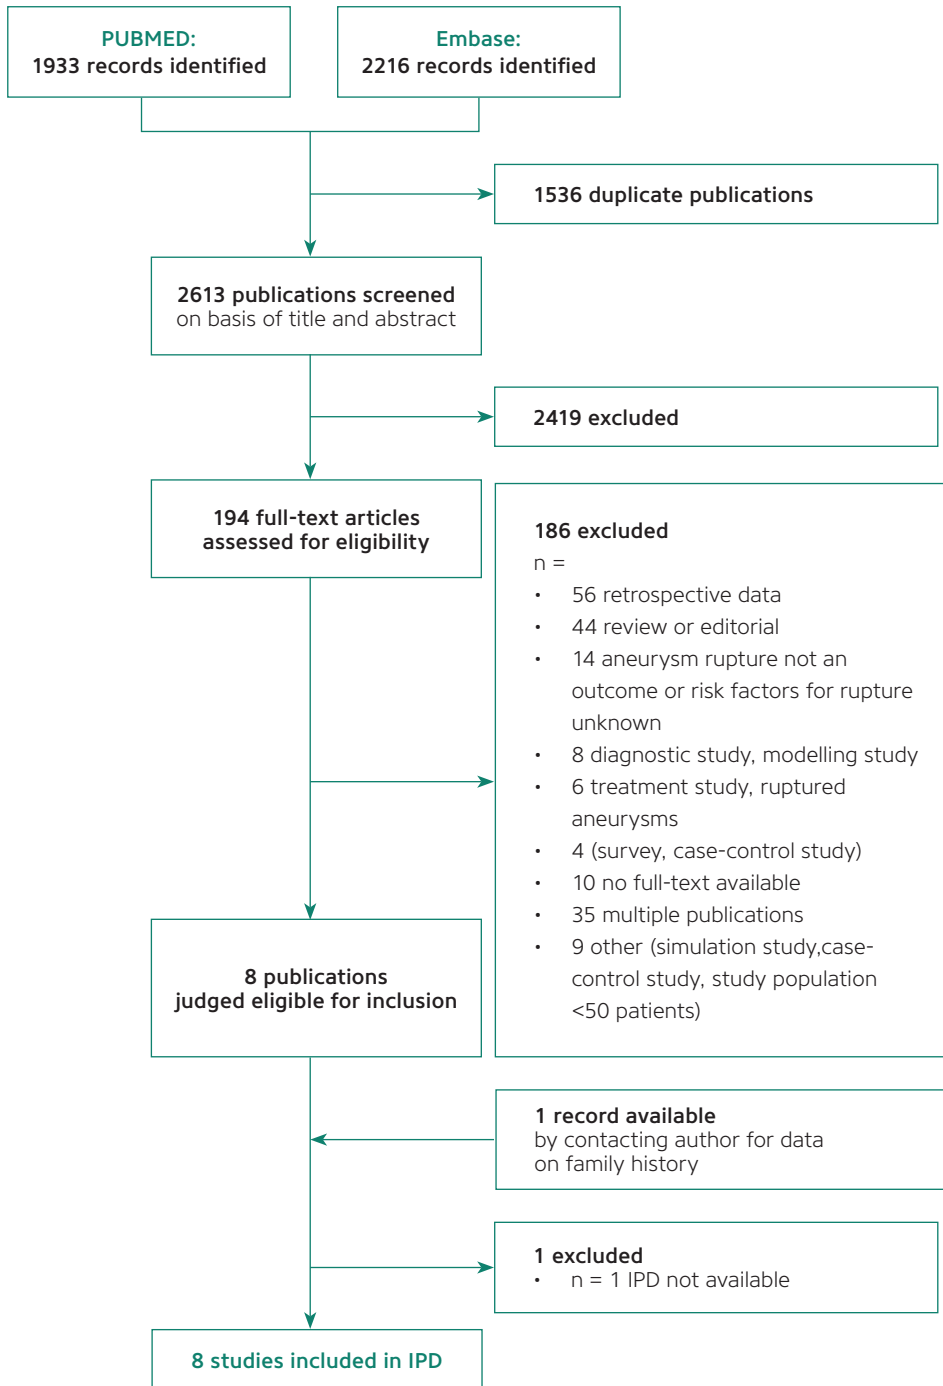 PUBMED:
1933 records identified
Embase:
2216 records identified
1536 duplicate publications
2613 publications screened
on basis of title and abstract
2419 excluded
194 full-text articles
assessed for eligibility
186 excluded
n =
• 56 retrospective data
• 44 review or editorial
• 14 aneurysm rupture not an
outcome or risk factors for rupture
unknown
• 8 diagnostic study, modelling study
• 6 treatment study, ruptured
aneurysms
• 4 (survey, case-control study)
• 10 no full-text available
• 35 multiple publications
• 9 other (simulation study,case-
control study, study population
<50 patients)
8 publications
judged eligible for inclusion
1 record available
by contacting author for data
on family history
1 excluded
• n = 1 IPD not available
8 studies included in IPD